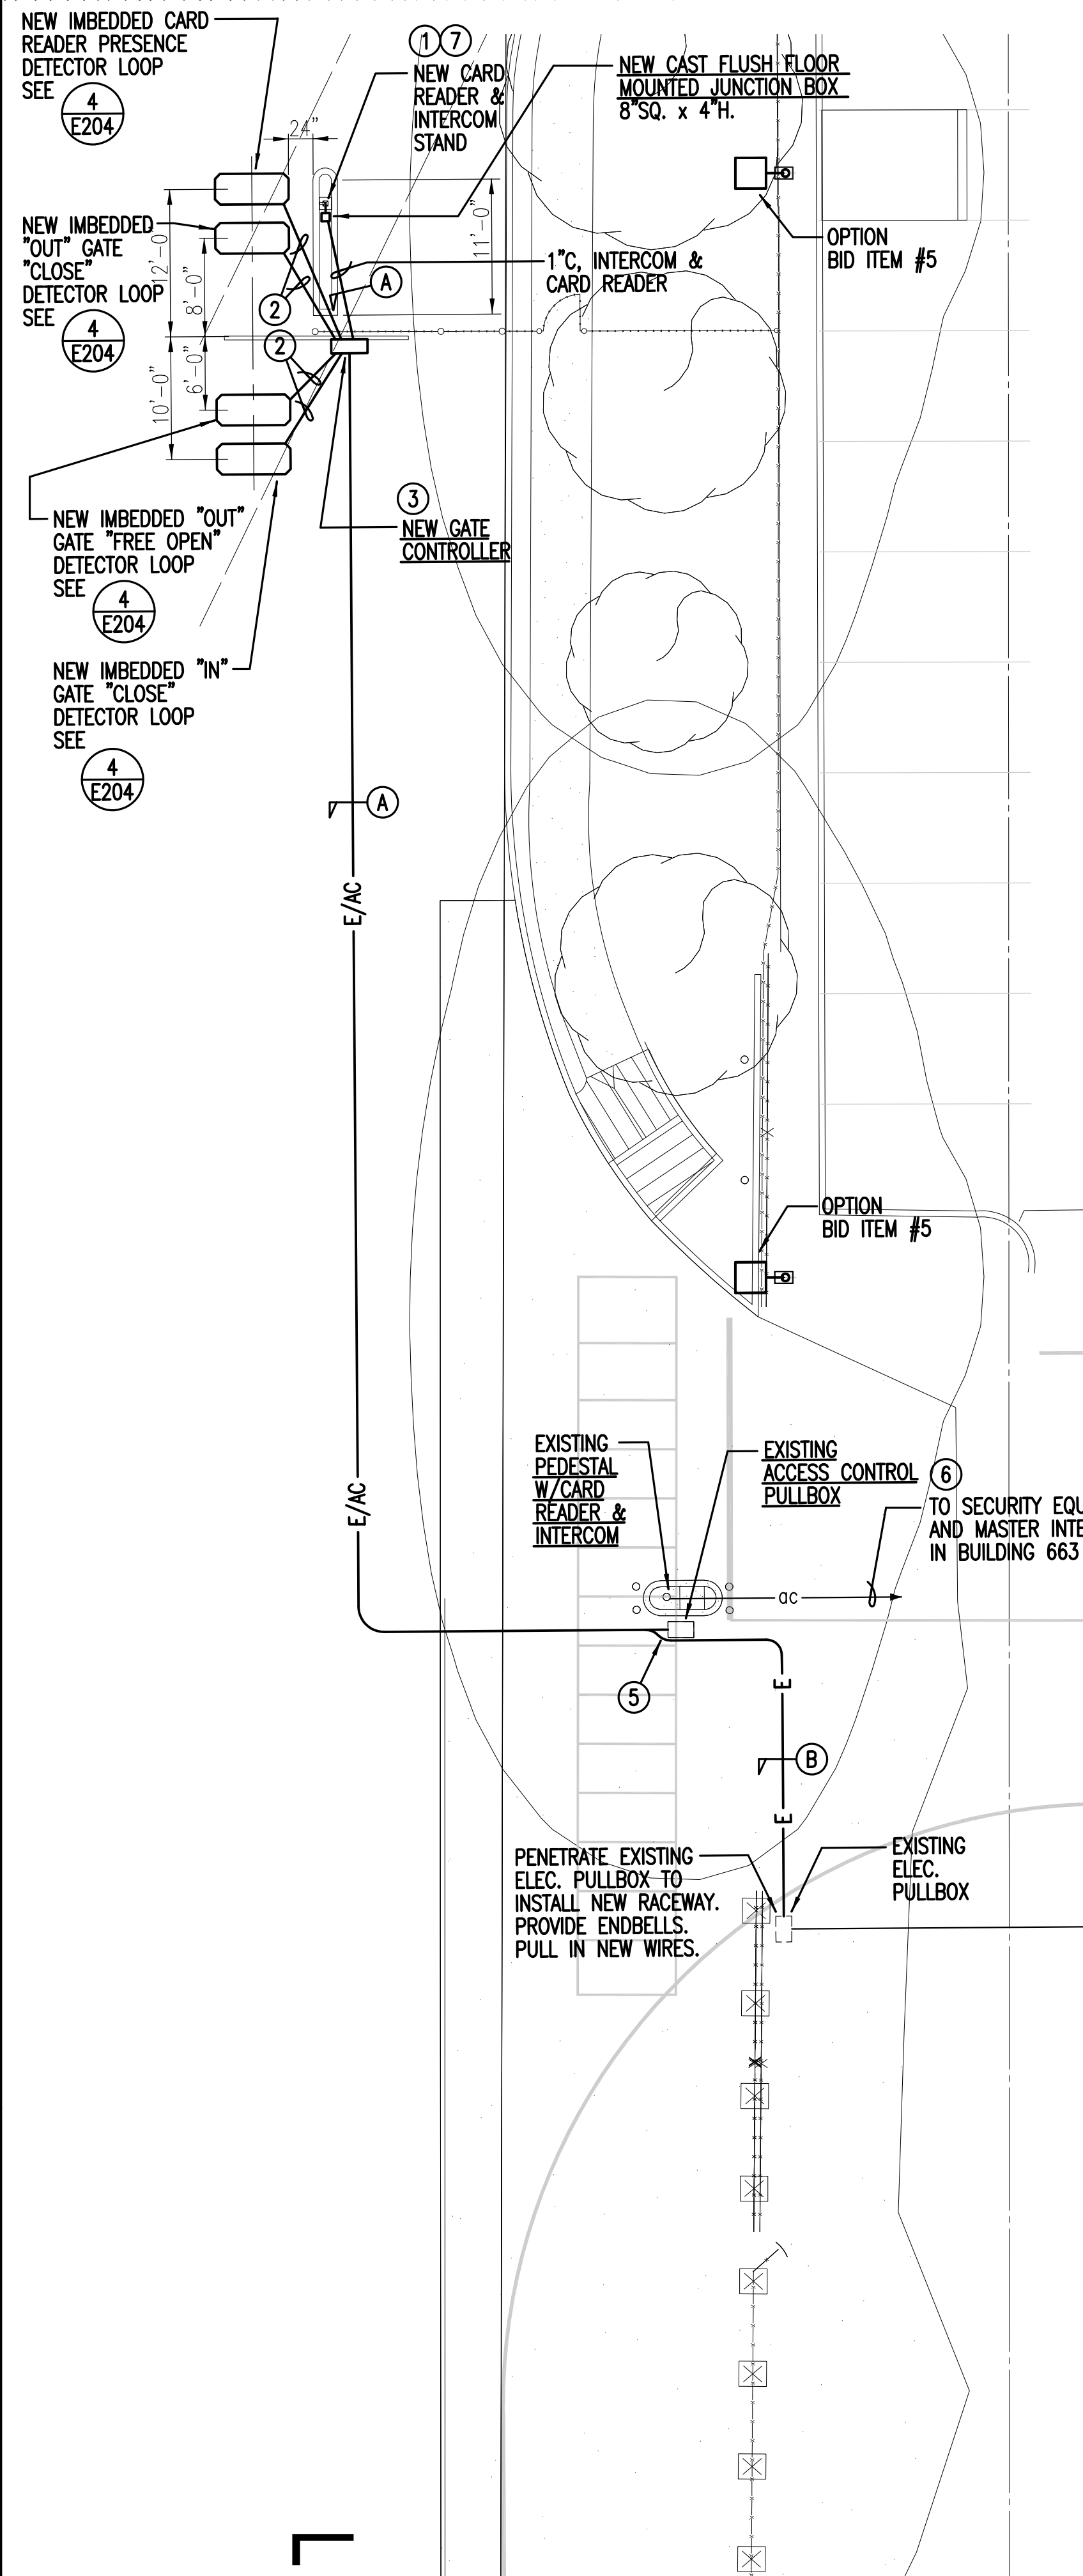 NEW IMBEDDED CARD
READER PRESENCE
DETECTOR LOOP
SEE
4
E204
24"
1
7
NEW CARD
READER &
INTERCOM
STAND
NEW CAST FLUSH FLOOR
MOUNTED JUNCTION BOX
8"SQ. x 4"H.
OPTION
BID ITEM #5
NEW IMBEDDED
"OUT" GATE
"CLOSE"
DETECTOR LOOP
SEE
4
E204
12'-0
8'-0"
11'-0"
1"C, INTERCOM &
CARD READER
A
2
2
10'-0"
6'-0"
3
NEW GATE
CONTROLLER
NEW IMBEDDED "OUT"
GATE "FREE OPEN"
DETECTOR LOOP
SEE
4
E204
NEW IMBEDDED "IN"
GATE "CLOSE"
DETECTOR LOOP
SEE
4
E204
A
E/AC
OPTION
BID ITEM #5
E/AC
EXISTING
PEDESTAL
W/CARD
READER &
INTERCOM
EXISTING
ACCESS CONTROL
PULLBOX
6
TO SECURITY EQU
AND MASTER INTE
IN BUILDING 663
ac
5
E
B
E
PENETRATE EXISTING
ELEC. PULLBOX TO
INSTALL NEW RACEWAY.
PROVIDE ENDBELLS.
PULL IN NEW WIRES.
EXISTING
ELEC.
PULLBOX